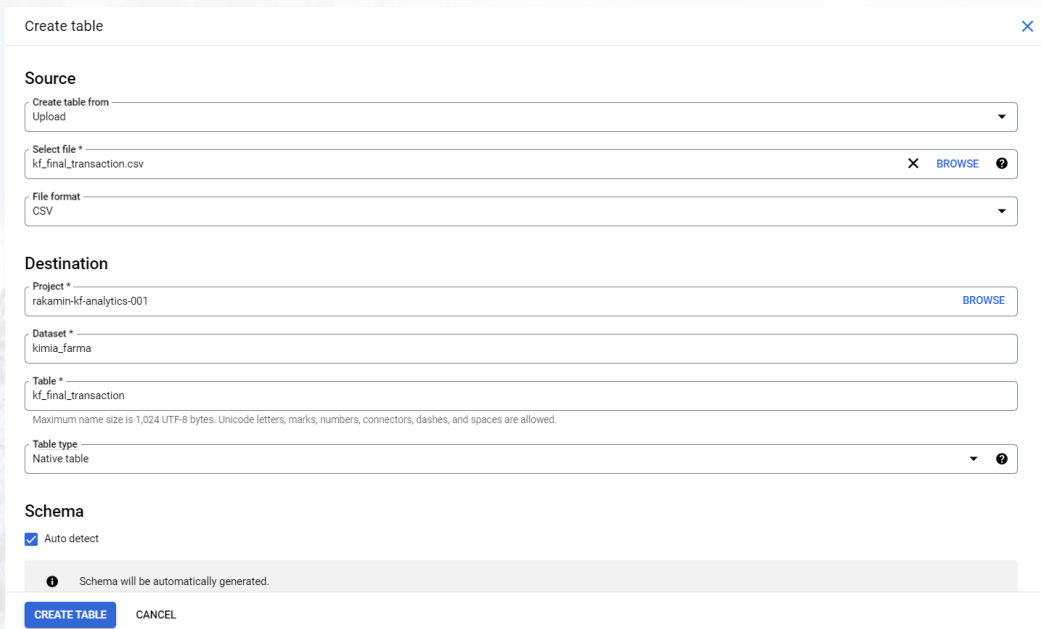 Create table
Source
Create table from
Upload
Select file *
kf_final_transaction.csv
BROWSE
File format
CSV
Destination
Project *
rakamin-kf-analytics-001
BROWSE
Dataset *
kimia_farma
Table *
kf_final_transaction
Maximum name size is 1,024 UTF-8 bytes. Unicode letters, marks, numbers, connectors, dashes, and spaces are allowed.
Table type
Native table
Schema
Auto detect
Schema will be automatically generated.
CREATE TABLE CANCEL